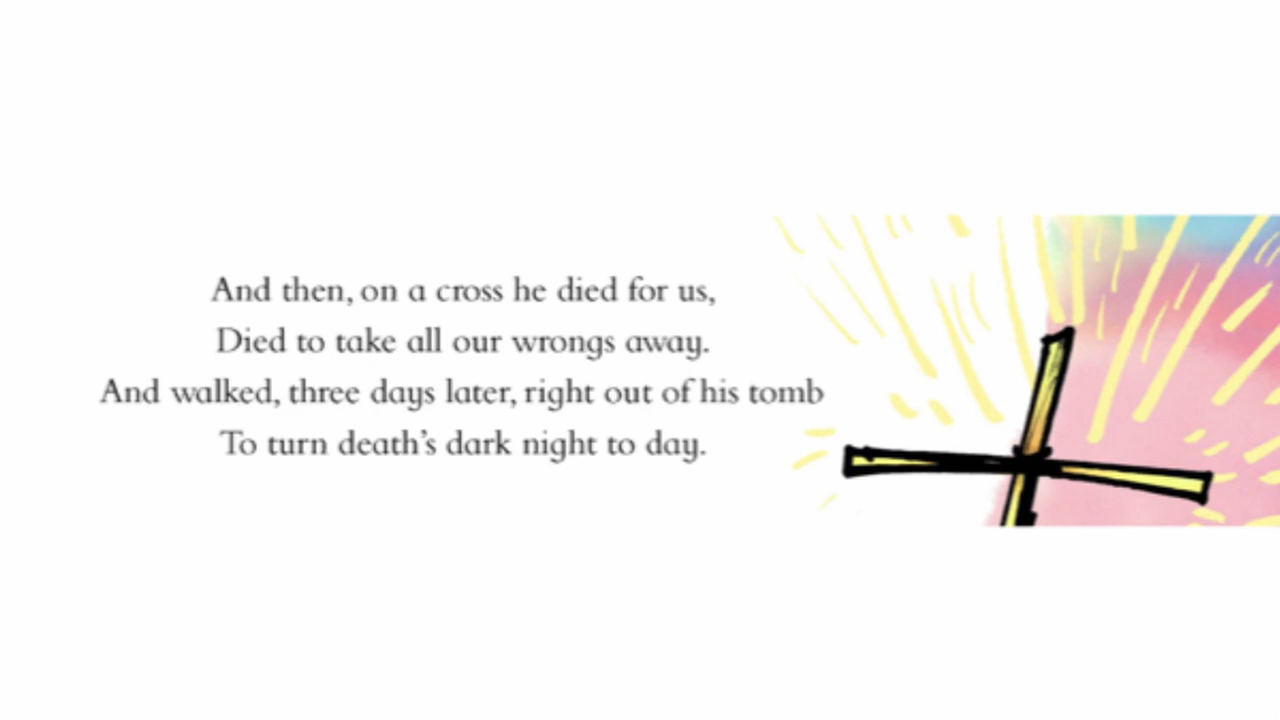 And then, on a cross he died for us,
Died to take all our wrongs away.
And walked, three days later, right out of his tomb
To turn death’s dark night to day.